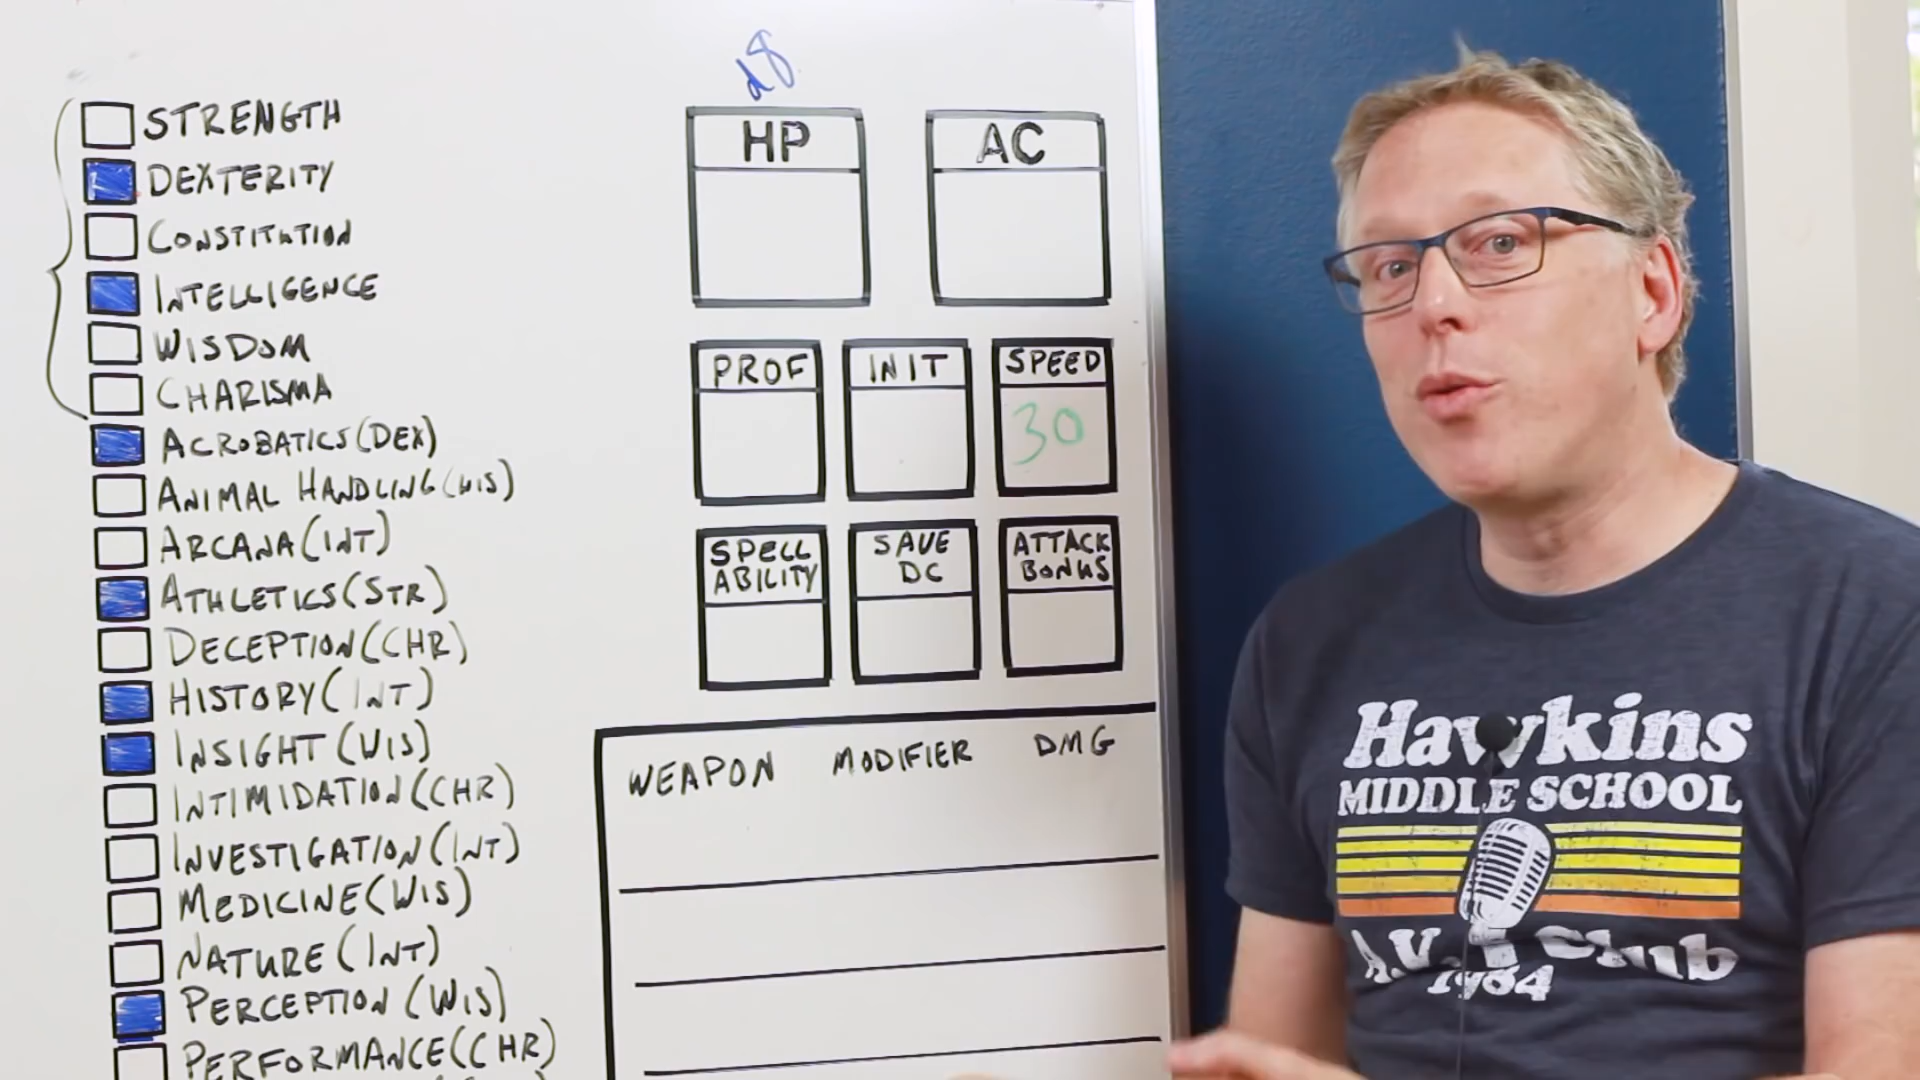 STRENGTH
DEXTERITY
CONSTITUTION
INTELLIGENCE
WISDOM
CHARISMA
ACROBATICS (DEX)
ANIMAL HANDLING (WIS)
ARCANA (INT)
ATHLETICS (STR)
DECEPTION (CHR)
HISTORY (INT)
INSIGHT (WIS)
INTIMIDATION (CHR)
INVESTIGATION (INT)
MEDICINE (WIS)
NATURE (INT)
PERCEPTION (WIS)
PERFORMANCE (CHR)
d8
HP
AC
PROF
INIT
SPEED
30
SPELL
ABILITY
SAVE
DC
ATTACK
BONUS
WEAPON MODIFIER DMG
Hawkins
MIDDLE SCHOOL
A.V. Club
1984